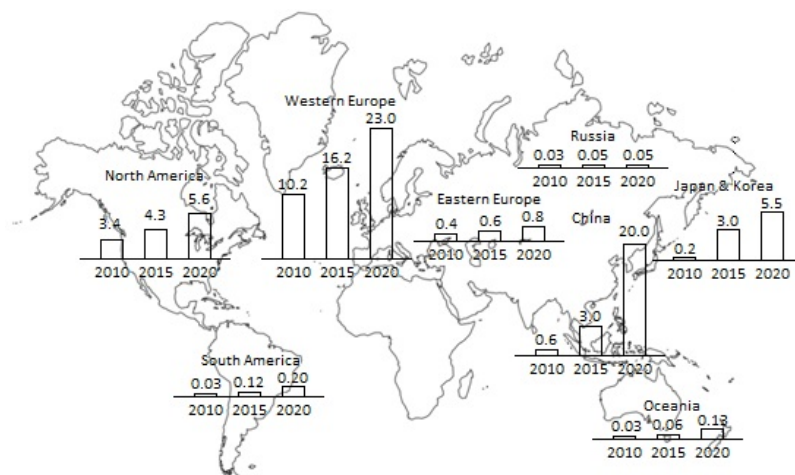 Western Europe
10.2 16.2 23.0
2010 2015 2020
North America
3.4 4.3 5.6
2010 2015 2020
Russia
0.03 0.05 0.05
2010 2015 2020
Eastern Europe
0.4 0.6 0.8
2010 2015 2020
Japan & Korea
0.2 3.0 5.5
2010 2015 2020
China
0.6 3.0 20.0
2010 2015 2020
South America
0.03 0.12 0.20
2010 2015 2020
Oceania
0.03 0.06 0.13
2010 2015 2020